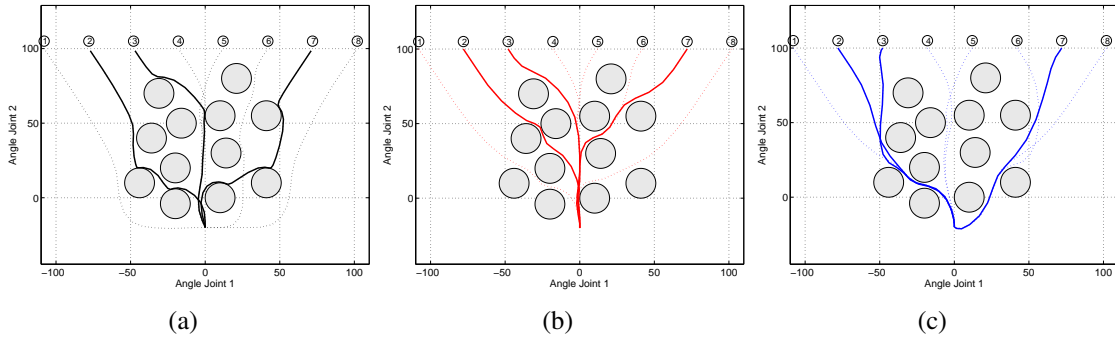 ① ② ③ ④ ⑤ ⑥ ⑦ ⑧
100
50
0
−100 −50 0 50 100
Angle Joint 1
Angle Joint 2
(a)
① ② ③ ④ ⑤ ⑥ ⑦ ⑧
100
50
0
−100 −50 0 50 100
Angle Joint 1
Angle Joint 2
(b)
① ② ③ ④ ⑤ ⑥ ⑦ ⑧
100
50
0
−100 −50 0 50 100
Angle Joint 1
Angle Joint 2
(c)